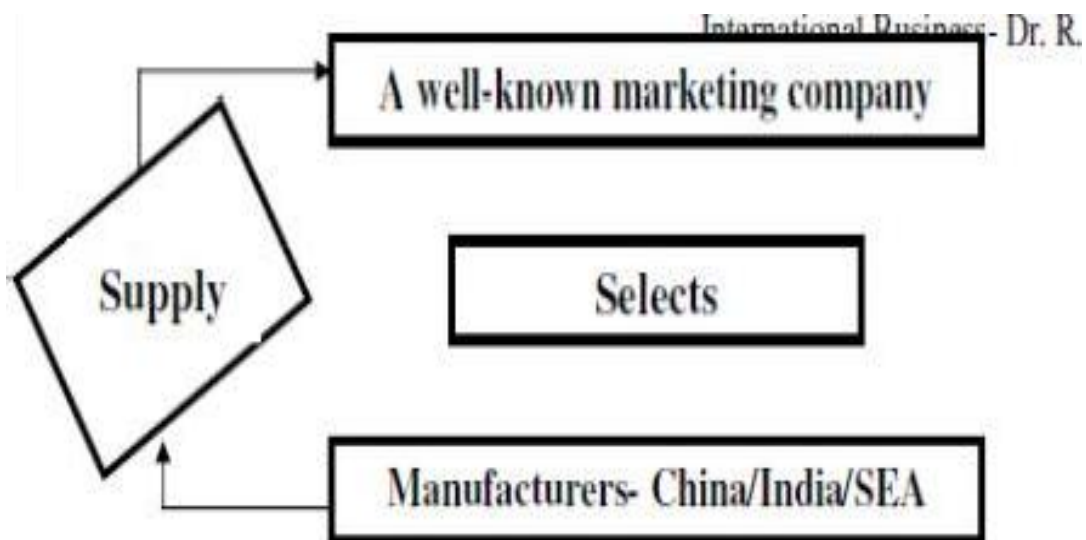 International Business- Dr. R.
A well-known marketing company
Supply
Selects
Manufacturers- China/India/SEA